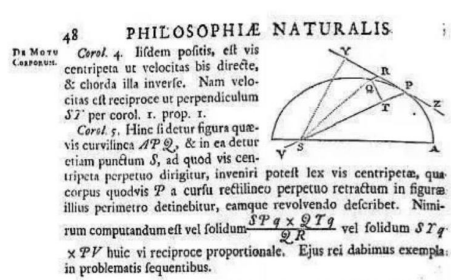 48 PHILOSOPHIÆ NATURALIS
DE MOTU
CORPORUM.
Corol. 4. Iisdem positis, est vis
centripeta ut velocitas bis directe,
& chorda illa inverse. Nam velo-
citas est reciproce ut perpendiculum
SY per corol. 1. prop. 1.
Corol. 5. Hinc si detur figura quæ-
vis curvilinea APQ, & in ea detur
etiam punctum S, ad quod vis cen-
tripeta perpetuo dirigitur, inveniri potest lex vis centripetæ, qua
corpus quodvis P a cursu rectilineo perpetuo retractum in figuræ
illius perimetro detinebitur, eamque revolvendo describet. Nimi-
rum computandum est vel solidum SPq × QTq / QR vel solidum SYq
× PV huic vi reciproce proportionale. Ejus rei dabimus exempla
in problematis sequentibus.
Y
R
Q
P
Z
T
V
S
A